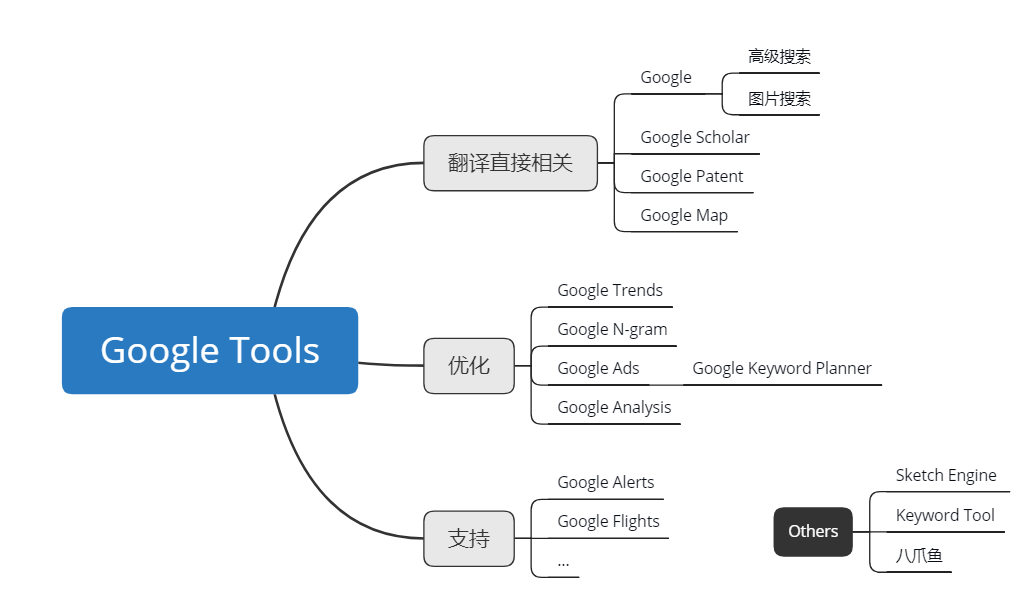 Google Tools
翻译直接相关
Google
高级搜索
图片搜索
Google Scholar
Google Patent
Google Map
优化
Google Trends
Google N-gram
Google Ads
Google Keyword Planner
Google Analysis
支持
Google Alerts
Google Flights
...
Others
Sketch Engine
Keyword Tool
八爪鱼